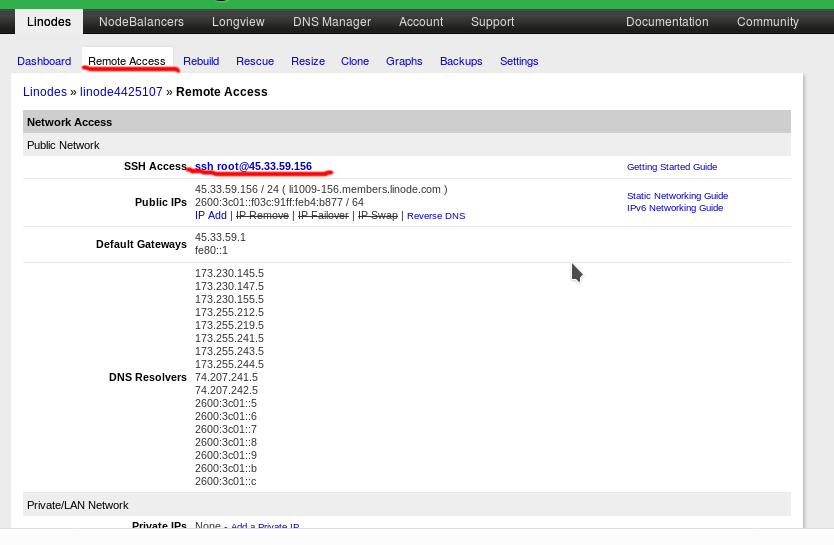 Linodes NodeBalancers Longview DNS Manager Account Support Documentation Community
Dashboard Remote Access Rebuild Rescue Resize Clone Graphs Backups Settings
Linodes » linode4425107 » Remote Access
Network Access
Public Network
SSH Access ssh root@45.33.59.156 Getting Started Guide
Public IPs
45.33.59.156 / 24 ( li1009-156.members.linode.com )
2600:3c01::f03c:91ff:feb4:b877 / 64
IP Add | IP Remove | IP Failover | IP Swap | Reverse DNS
Static Networking Guide
IPv6 Networking Guide
Default Gateways
45.33.59.1
fe80::1
DNS Resolvers
173.230.145.5
173.230.147.5
173.230.155.5
173.255.212.5
173.255.219.5
173.255.241.5
173.255.243.5
173.255.244.5
74.207.241.5
74.207.242.5
2600:3c01::5
2600:3c01::6
2600:3c01::7
2600:3c01::8
2600:3c01::9
2600:3c01::b
2600:3c01::c
Private/LAN Network
Private IPs None - Add a Private IP